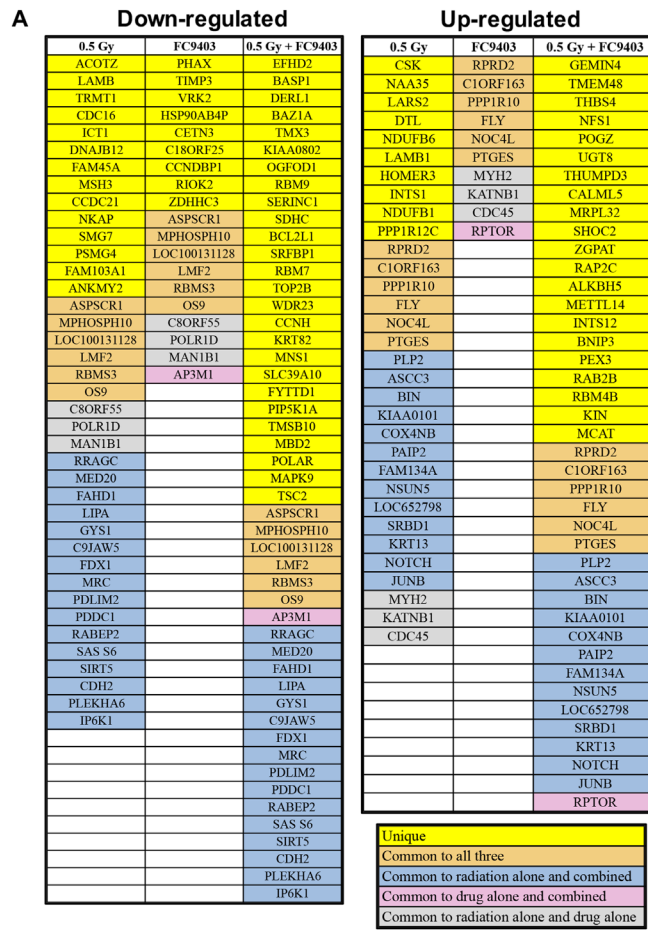 A
Down-regulated
0.5 Gy FC9403 0.5 Gy + FC9403
ACOTZ PHAX EFHD2
LAMB TIMP3 BASP1
TRMT1 VRK2 DERL1
CDC16 HSP90AB4P BAZ1A
ICT1 CETN3 TMX3
DNAJB12 C18ORF25 KIAA0802
FAM45A CCNDBP1 OGFOD1
MSH3 RIOK2 RBM9
CCDC21 ZDHHC3 SERINC1
NKAP ASPSCR1 SDHC
SMG7 MPHOSPH10 BCL2L1
PSMG4 LOC100131128 SRFBP1
FAM103A1 LMF2 RBM7
ANKMY2 RBMS3 TOP2B
ASPSCR1 OS9 WDR23
MPHOSPH10 C8ORF55 CCNH
LOC100131128 POLR1D KRT82
LMF2 MAN1B1 MNS1
RBMS3 AP3M1 SLC39A10
OS9 FYTTD1
C8ORF55 PIP5K1A
POLR1D TMSB10
MAN1B1 MBD2
RRAGC POLAR
MED20 MAPK9
FAHD1 TSC2
LIPA ASPSCR1
GYS1 MPHOSPH10
C9JAW5 LOC100131128
FDX1 LMF2
MRC RBMS3
PDLIM2 OS9
PDDC1 AP3M1
RABEP2 RRAGC
SAS S6 MED20
SIRT5 FAHD1
CDH2 LIPA
PLEKHA6 GYS1
IP6K1 C9JAW5
FDX1
MRC
PDLIM2
PDDC1
RABEP2
SAS S6
SIRT5
CDH2
PLEKHA6
IP6K1
Up-regulated
0.5 Gy FC9403 0.5 Gy + FC9403
CSK RPRD2 GEMIN4
NAA35 C1ORF163 TMEM48
LARS2 PPP1R10 THBS4
DTL FLY NFS1
NDUFB6 NOC4L POGZ
LAMB1 PTGES UGT8
HOMER3 MYH2 THUMPD3
INTS1 KATNB1 CALML5
NDUFB1 CDC45 MRPL32
PPP1R12C RPTOR SHOC2
RPRD2 ZGPAT
C1ORF163 RAP2C
PPP1R10 ALKBH5
FLY METTL14
NOC4L INTS12
PTGES BNIP3
PLP2 PEX3
ASCC3 RAB2B
BIN RBM4B
KIAA0101 KIN
COX4NB MCAT
PAIP2 RPRD2
FAM134A C1ORF163
NSUN5 PPP1R10
LOC652798 FLY
SRBD1 NOC4L
KRT13 PTGES
NOTCH PLP2
JUNB ASCC3
MYH2 BIN
KATNB1 KIAA0101
CDC45 COX4NB
PAIP2
FAM134A
NSUN5
LOC652798
SRBD1
KRT13
NOTCH
JUNB
RPTOR
Unique
Common to all three
Common to radiation alone and combined
Common to drug alone and combined
Common to radiation alone and drug alone